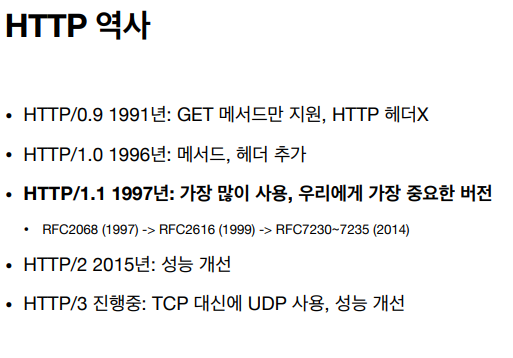 HTTP 역사
• HTTP/0.9 1991년: GET 메서드만 지원, HTTP 헤더X
• HTTP/1.0 1996년: 메서드, 헤더 추가
• HTTP/1.1 1997년: 가장 많이 사용, 우리에게 가장 중요한 버전
• RFC2068 (1997) -> RFC2616 (1999) -> RFC7230~7235 (2014)
• HTTP/2 2015년: 성능 개선
• HTTP/3 진행중: TCP 대신에 UDP 사용, 성능 개선